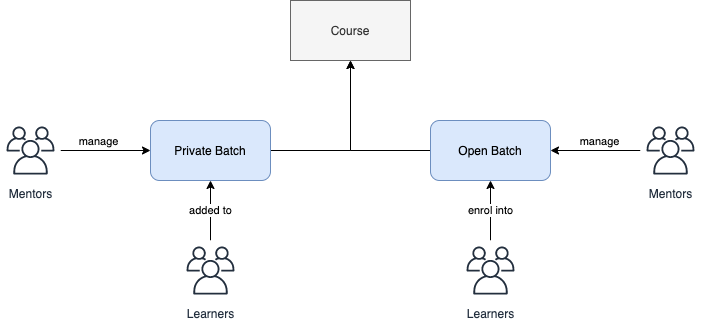 Course
manage
Private Batch
Open Batch
manage
Mentors
Mentors
added to
enrol into
Learners
Learners